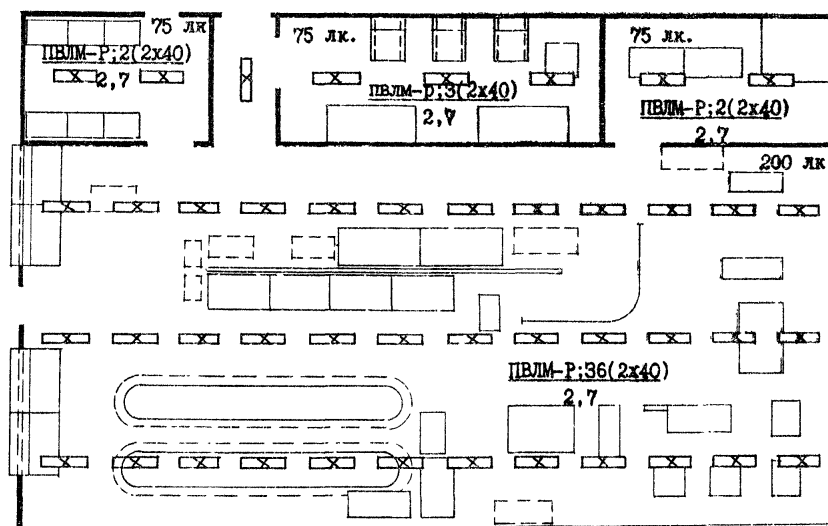 75 лк
ПВЛМ-Р;2(2х40)
2,7
75 лк.
ПВЛМ-р;3(2х40)
2,7
75 лк.
ПВЛМ-Р;2(2х40)
2,7
200 лк
ПВЛМ-Р;36(2х40)
2,7